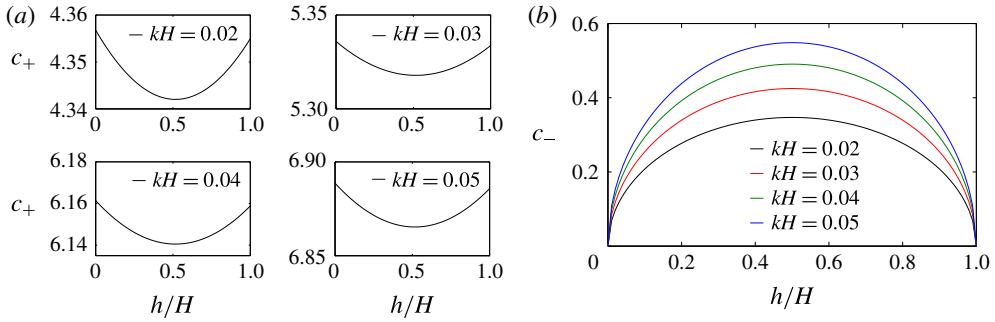 (a)
4.36
c+
4.35
4.34
– kH = 0.02
0
0.5
1.0
5.35
5.30
– kH = 0.03
0
0.5
1.0
6.18
c+
6.16
6.14
– kH = 0.04
0
0.5
1.0
h/H
6.90
6.85
– kH = 0.05
0
0.5
1.0
h/H
(b)
0.6
0.4
c−
0.2
– kH = 0.02
– kH = 0.03
– kH = 0.04
– kH = 0.05
0
0.2
0.4
0.6
0.8
1.0
h/H